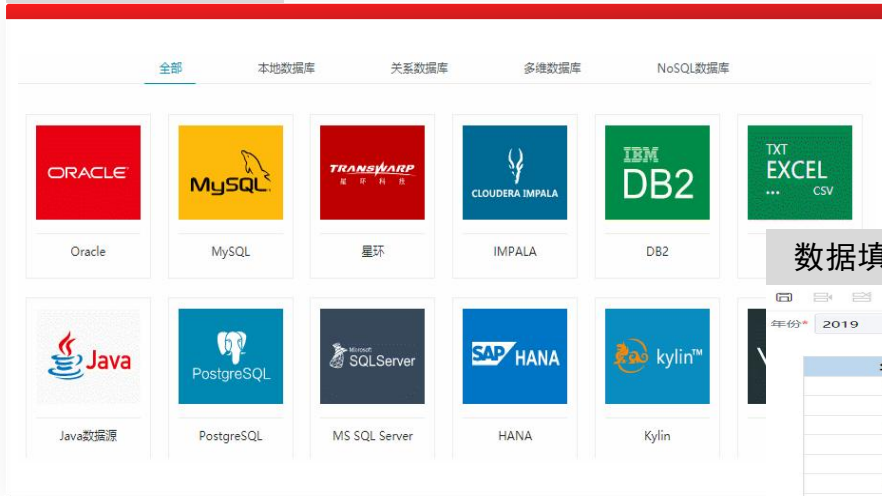 全部 本地数据库 关系数据库 多维数据库 NoSQL数据库
ORACLE
MySQL
TRANSWARP
星环科技
CLOUDERA IMPALA
IBM
DB2
TXT
EXCEL
... CSV
Oracle MySQL 星环 IMPALA DB2
数据填
年份* 2019
Java
PostgreSQL
Microsoft
SQLServer
SAP HANA
kylin™
Java数据源 PostgreSQL MS SQL Server HANA Kylin